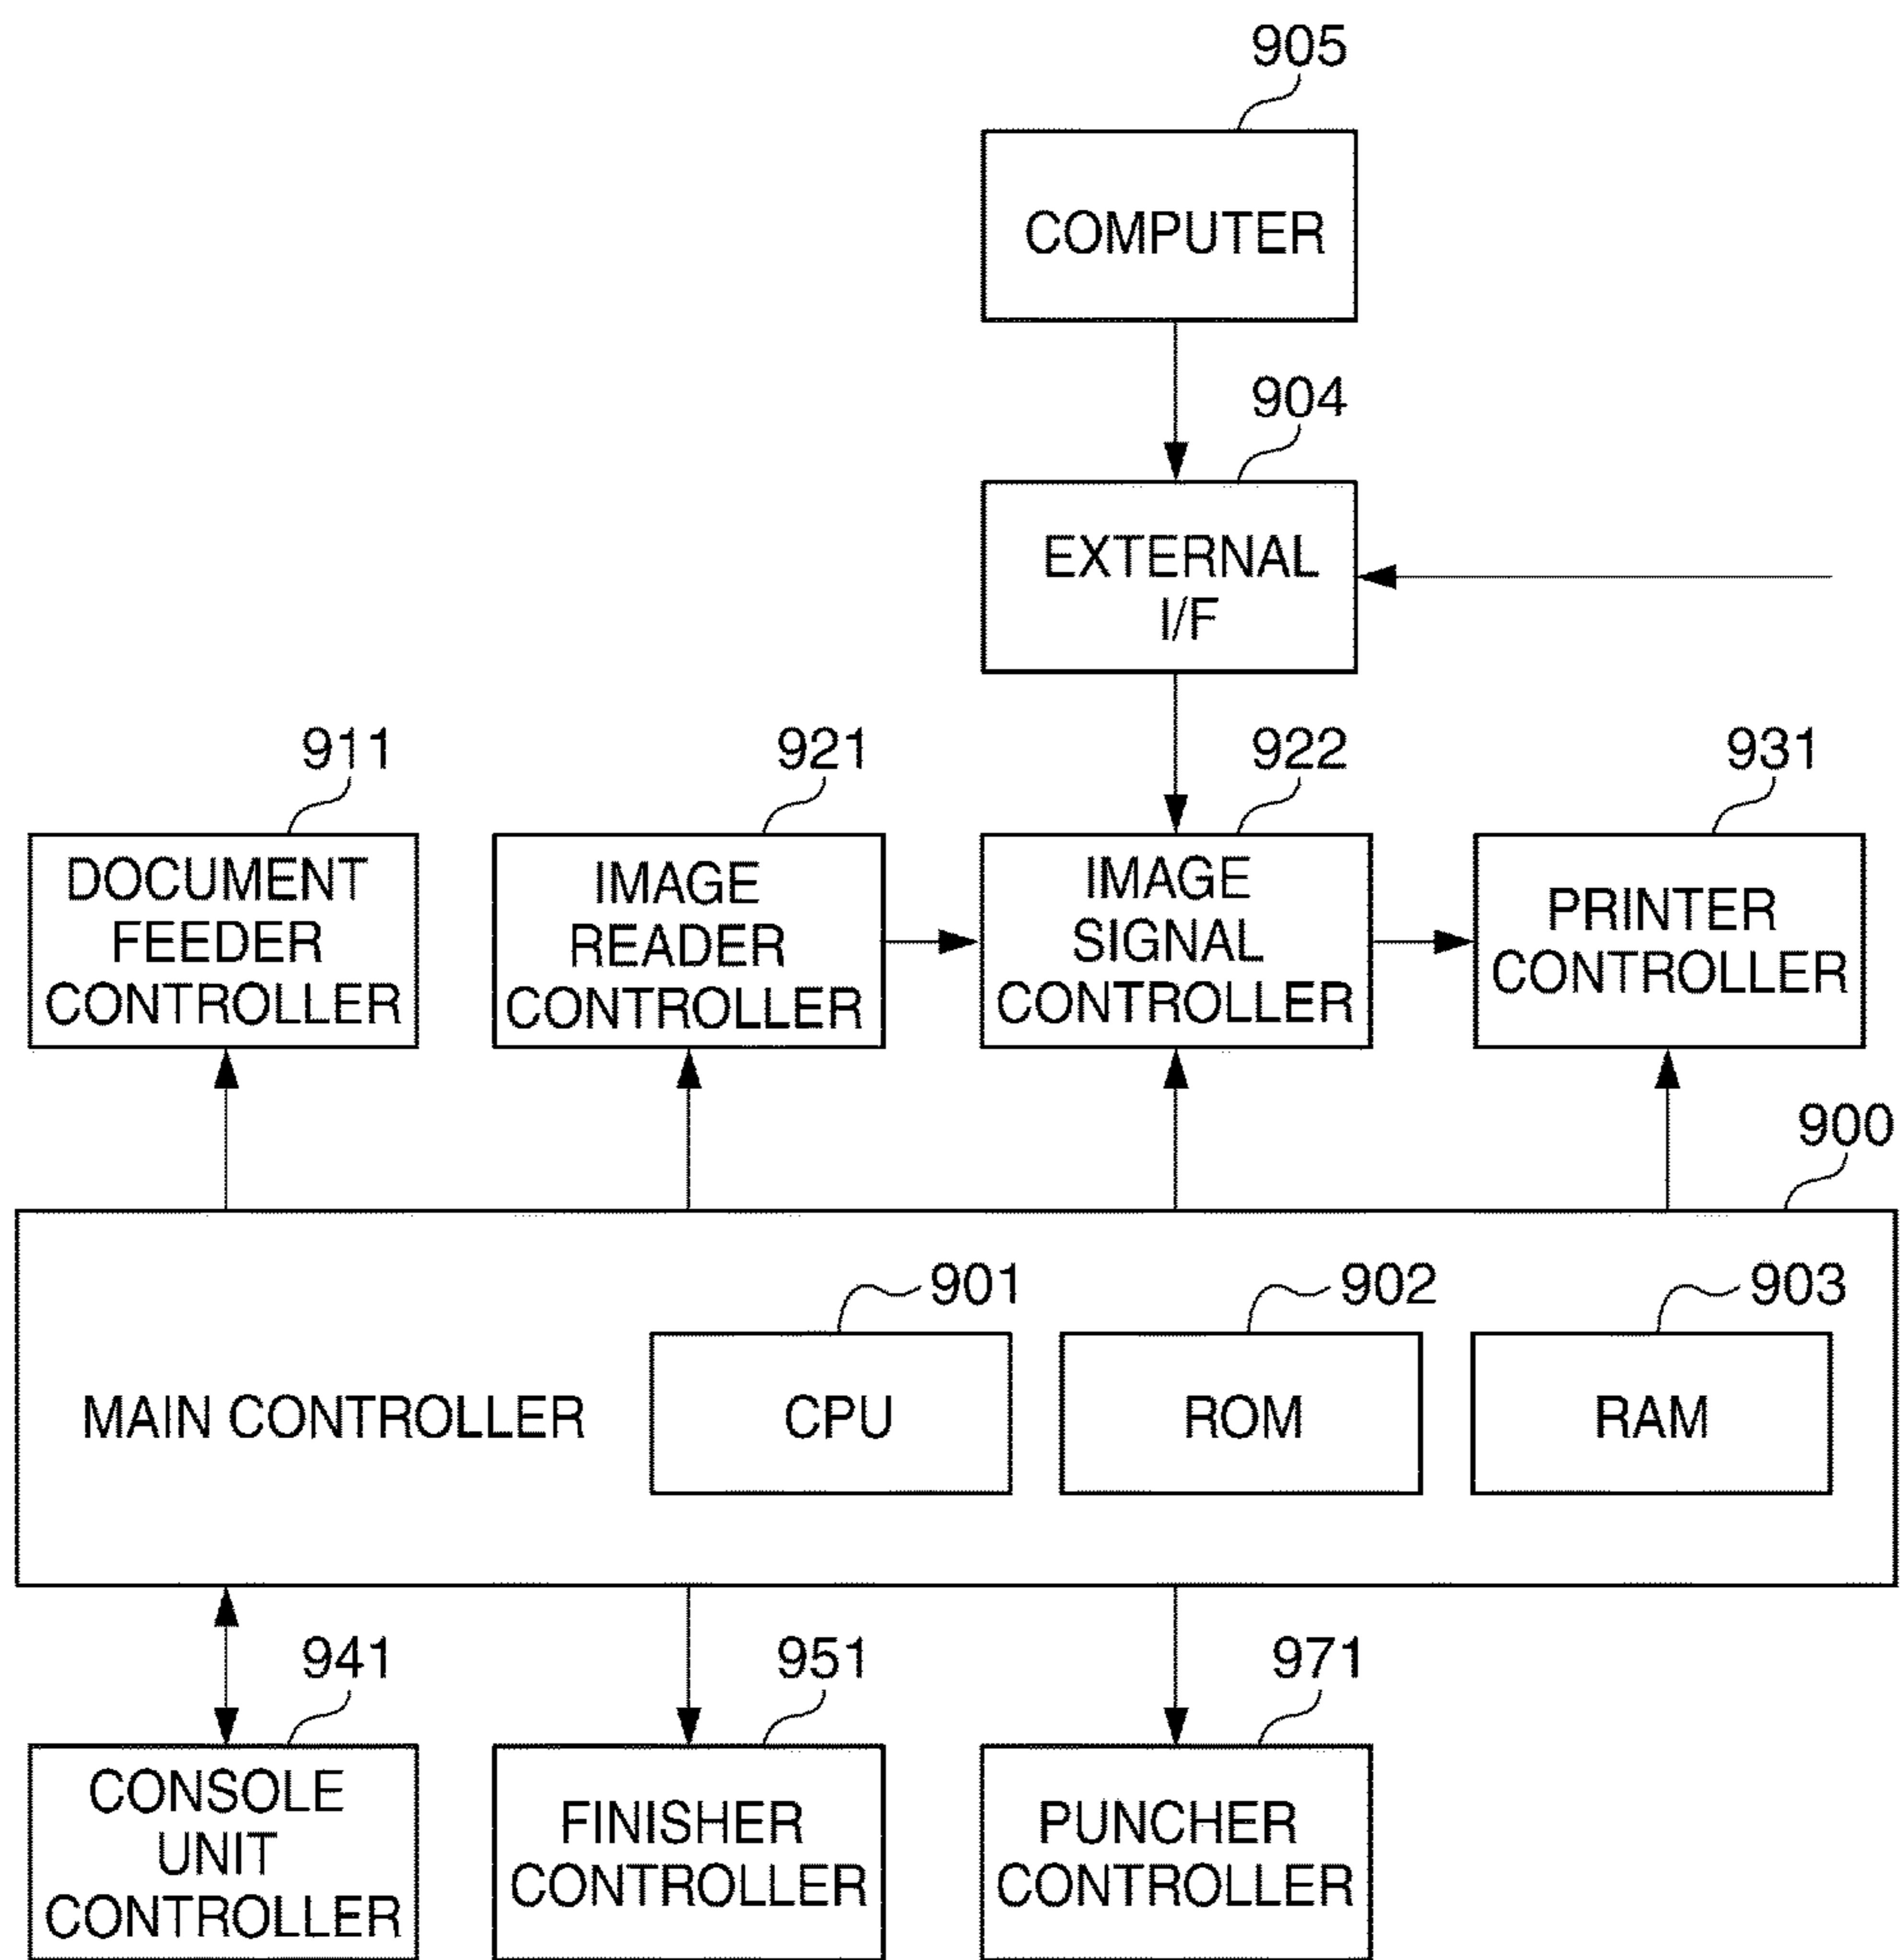 905
COMPUTER
904
EXTERNAL
I/F
911
921
922
931
DOCUMENT
FEEDER
CONTROLLER
IMAGE
READER
CONTROLLER
IMAGE
SIGNAL
CONTROLLER
PRINTER
CONTROLLER
900
901
902
903
MAIN CONTROLLER
CPU
ROM
RAM
941
951
971
CONSOLE
UNIT
CONTROLLER
FINISHER
CONTROLLER
PUNCHER
CONTROLLER